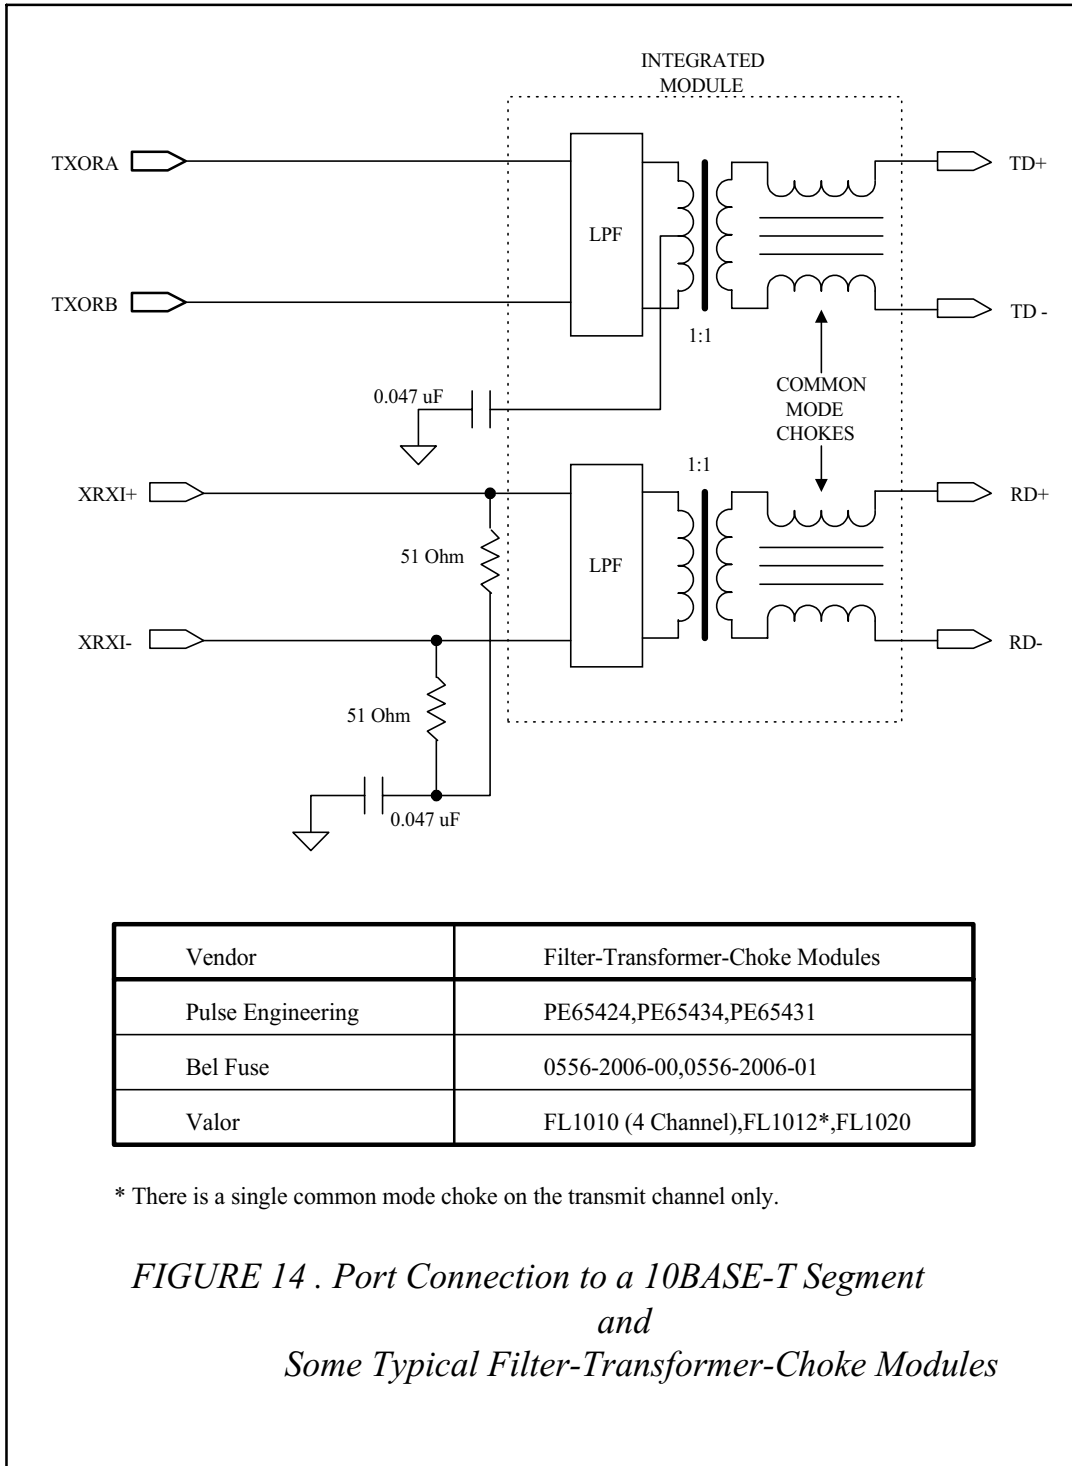 INTEGRATED
MODULE
TXORA
LPF
TD+
TXORB
TD -
1:1
0.047 uF
COMMON
MODE
CHOKES
1:1
XRXI+
RD+
51 Ohm
LPF
XRXI-
RD-
51 Ohm
0.047 uF
Vendor Filter-Transformer-Choke Modules
Pulse Engineering PE65424,PE65434,PE65431
Bel Fuse 0556-2006-00,0556-2006-01
Valor FL1010 (4 Channel),FL1012*,FL1020
* There is a single common mode choke on the transmit channel only.
FIGURE 14 . Port Connection to a 10BASE-T Segment
and
Some Typical Filter-Transformer-Choke Modules